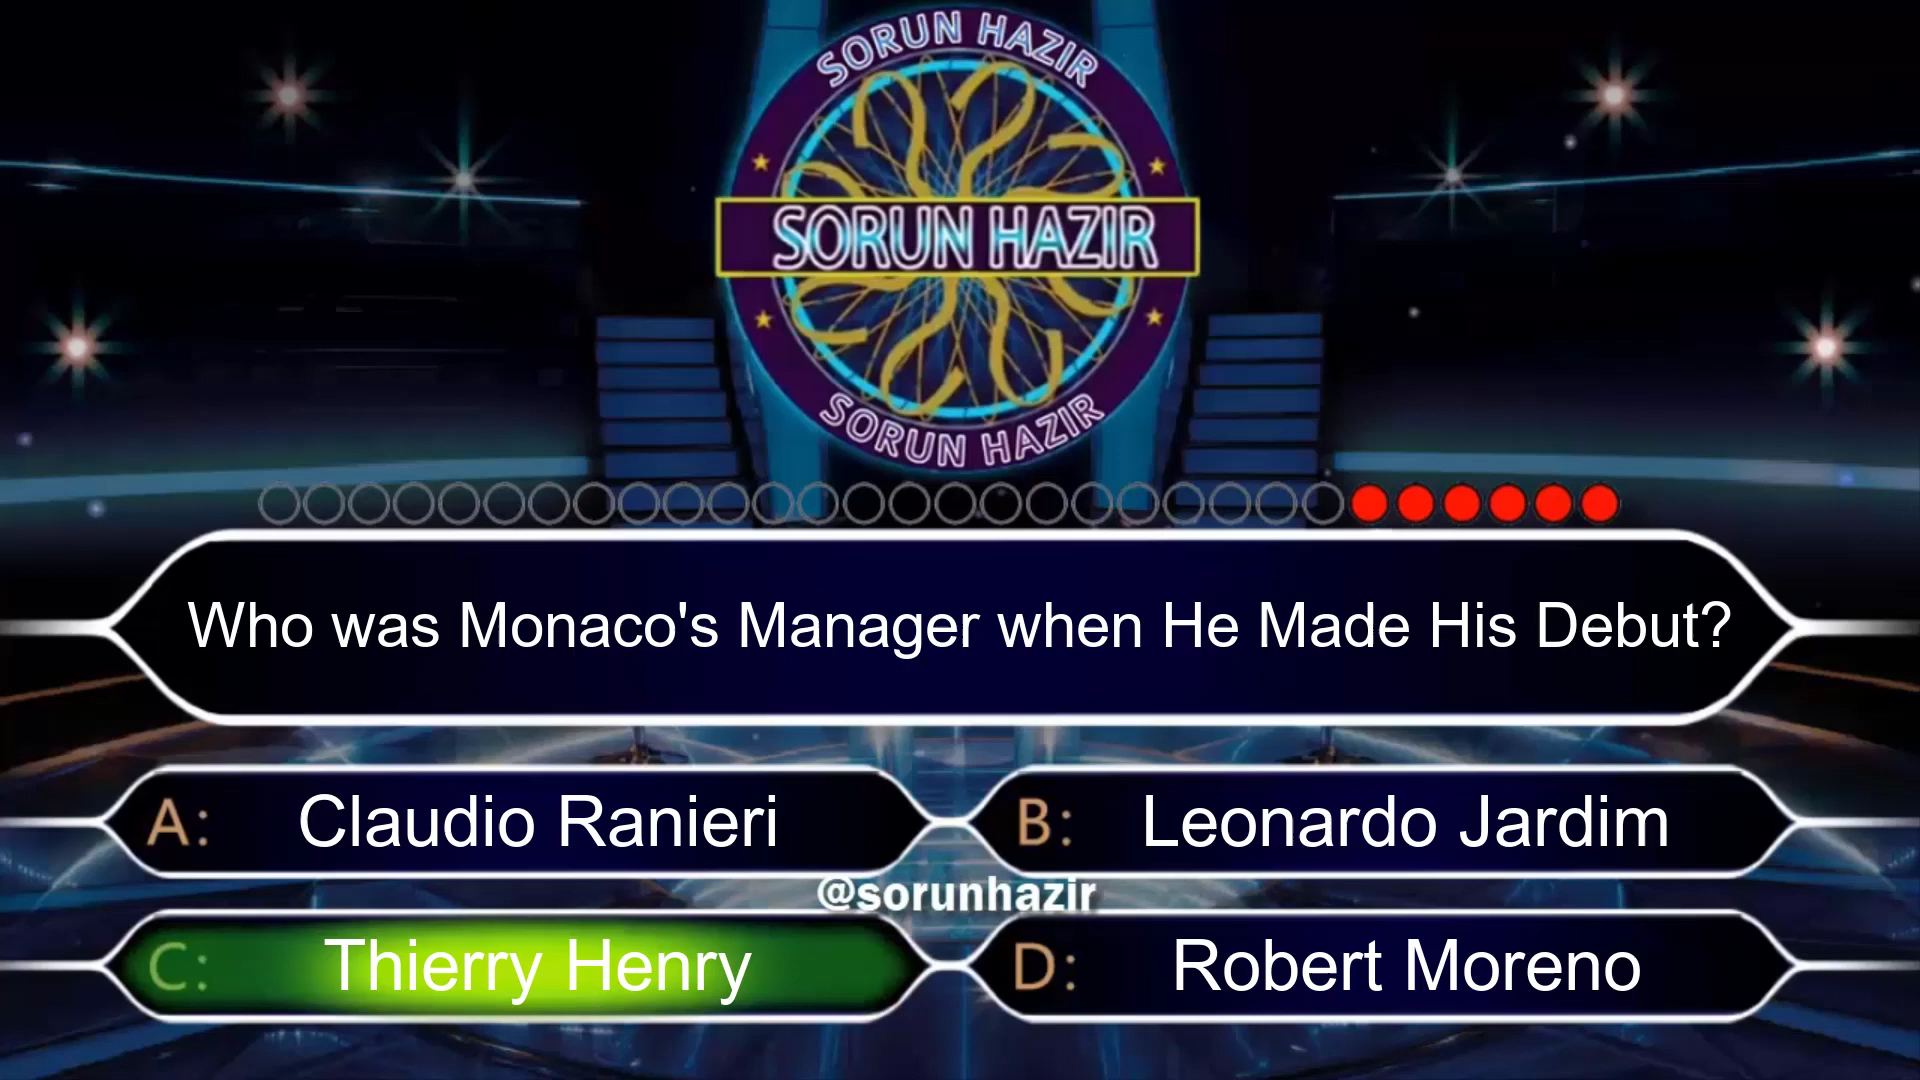 SORUN HAZIR
SORUN HAZIR
SORUN HAZIR
Who was Monaco's Manager when He Made His Debut?
A: Claudio Ranieri
B: Leonardo Jardim
@sorunhazir
C: Thierry Henry
D: Robert Moreno